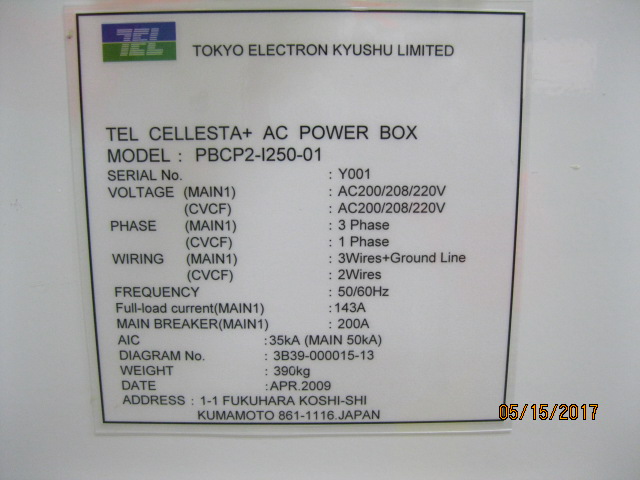 TEL TOKYO ELECTRON KYUSHU LIMITED
TEL CELLESTA+ AC POWER BOX
MODEL : PBCP2-I250-01
SERIAL No. : Y001
VOLTAGE (MAIN1) : AC200/208/220V
(CVCF) : AC200/208/220V
PHASE (MAIN1) : 3 Phase
(CVCF) : 1 Phase
WIRING (MAIN1) : 3Wires+Ground Line
(CVCF) : 2Wires
FREQUENCY : 50/60Hz
Full-load current(MAIN1) : 143A
MAIN BREAKER(MAIN1) : 200A
AIC :35kA (MAIN 50kA)
DIAGRAM No. : 3B39-000015-13
WEIGHT : 390kg
DATE :APR.2009
ADDRESS : 1-1 FUKUHARA KOSHI-SHI
KUMAMOTO 861-1116.JAPAN
05/15/2017